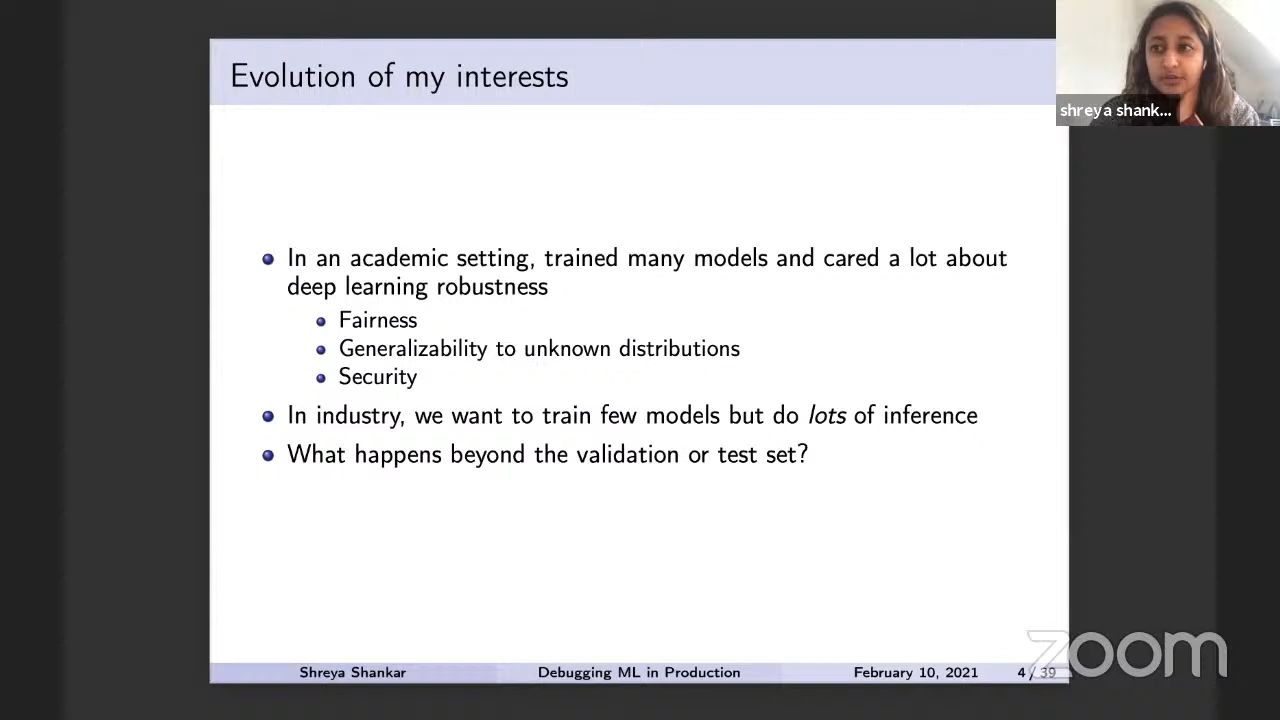 Evolution of my interests
shreya shank...
In an academic setting, trained many models and cared a lot about
deep learning robustness
Fairness
Generalizability to unknown distributions
Security
In industry, we want to train few models but do lots of inference
What happens beyond the validation or test set?
Shreya Shankar Debugging ML in Production February 10, 2021 4 / 39
zoom